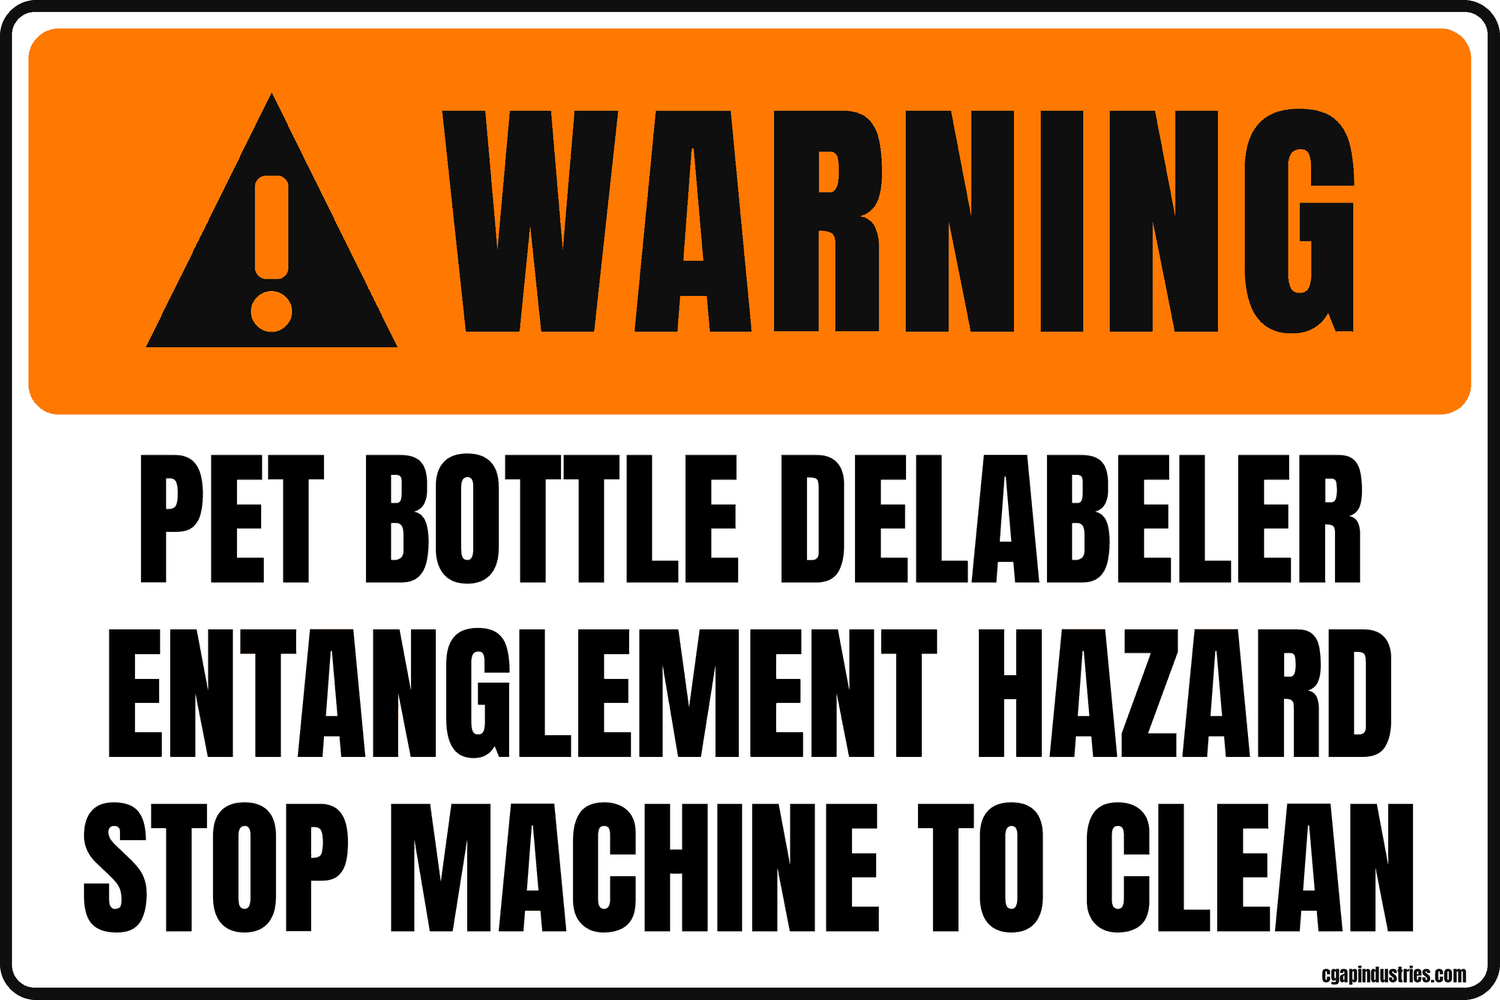 WARNING
PET BOTTLE DELABELER
ENTANGLEMENT HAZARD
STOP MACHINE TO CLEAN
cgapindustries.com